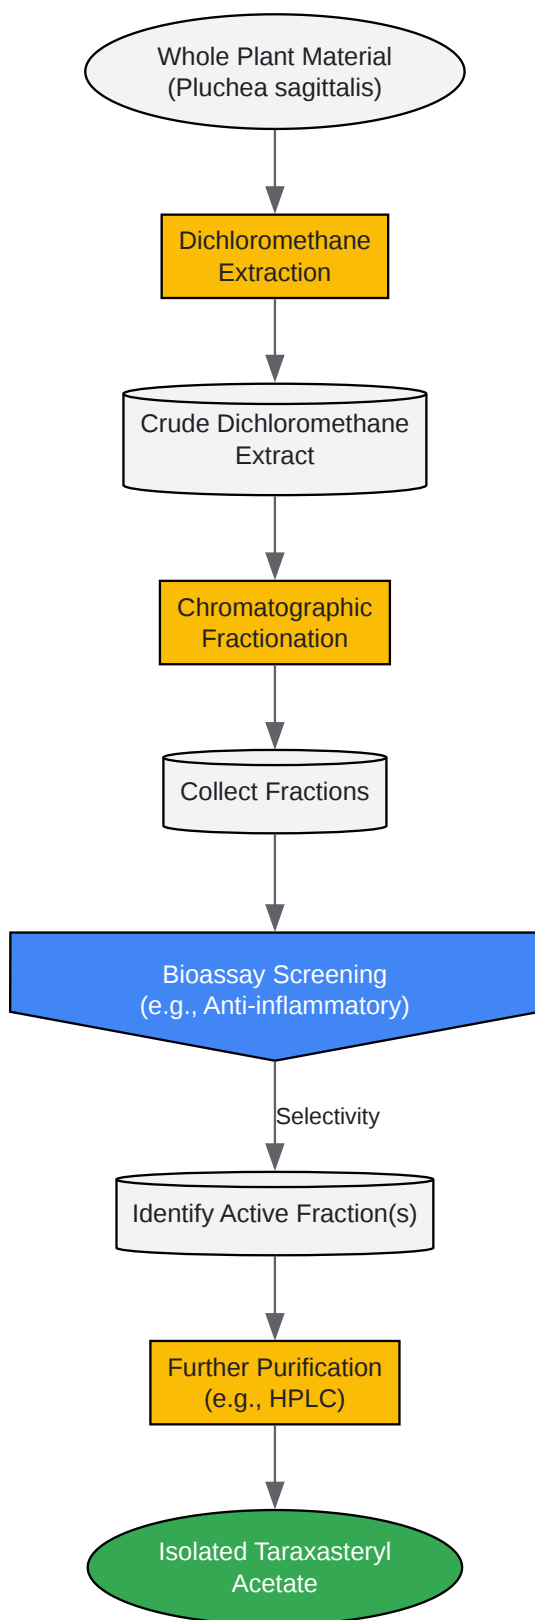 Whole Plant Material
(Pluchea sagittalis)
Dichloromethane
Extraction
Crude Dichloromethane
Extract
Chromatographic
Fractionation
Collect Fractions
Bioassay Screening
(e.g., Anti-inflammatory)
Selectivity
Identify Active Fraction(s)
Further Purification
(e.g., HPLC)
Isolated Taraxasteryl
Acetate